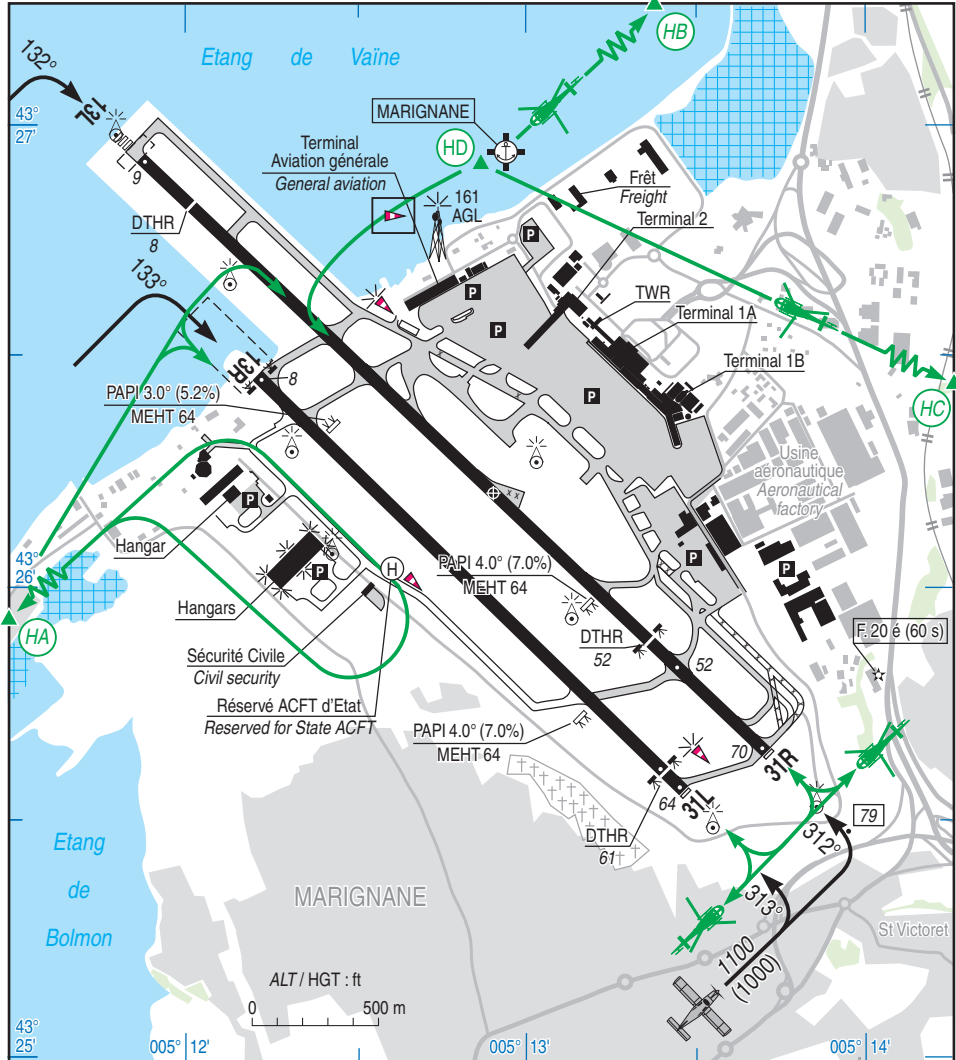 132°
13L
Etang de Vaïne
HB
43°
27'
MARIGNANE
HD
Terminal
Aviation générale
General aviation
161
AGL
Frêt
Freight
Terminal 2
9
DTHR
8
133°
13R
8
P
P
P
TWR
Terminal 1A
Terminal 1B
P
HC
PAPI 3.0° (5.2%)
MEHT 64
Usine
aéronautique
Aeronautical
factory
P
x x
Hangar
43°
26'
H
PAPI 4.0° (7.0%)
MEHT 64
P
P
P
Hangars
HA
DTHR
52
52
F. 20 é (60 s)
Sécurité Civile
Civil security
Réservé ACFT d'Etat
Reserved for State ACFT
PAPI 4.0° (7.0%)
MEHT 64
70
31R
64
31L
DTHR
61
79
312°
313°
Etang
de
Bolmon
MARIGNANE
St Victoret
1100
(1000)
ALT / HGT : ft
0 500 m
43°
25'
005° 12'
005° 13'
005° 14'